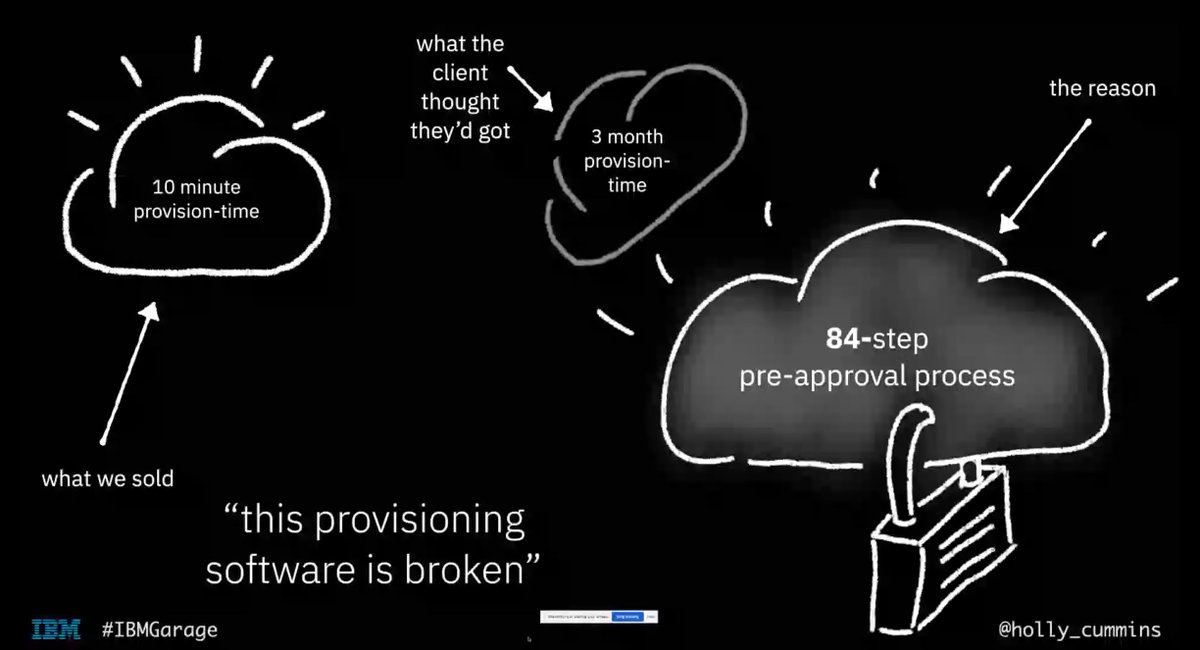 what the
client
thought
they'd got
the reason
3 month
provision-
time
10 minute
provision-time
84-step
pre-approval process
what we sold
“this provisioning
software is broken”
IBM #IBMGarage
@holly_cummins